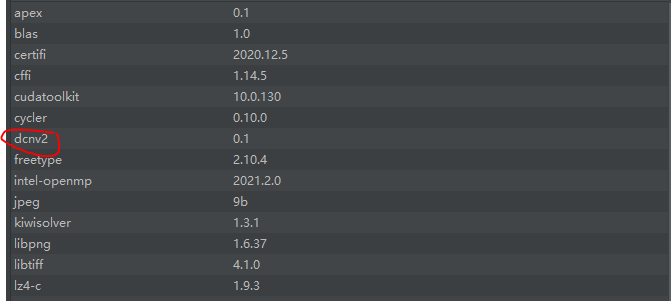 apex 0.1
blas 1.0
certifi 2020.12.5
cffi 1.14.5
cudatoolkit 10.0.130
cycler 0.10.0
dcnv2 0.1
freetype 2.10.4
intel-openmp 2021.2.0
jpeg 9b
kiwisolver 1.3.1
libpng 1.6.37
libtiff 4.1.0
lz4-c 1.9.3